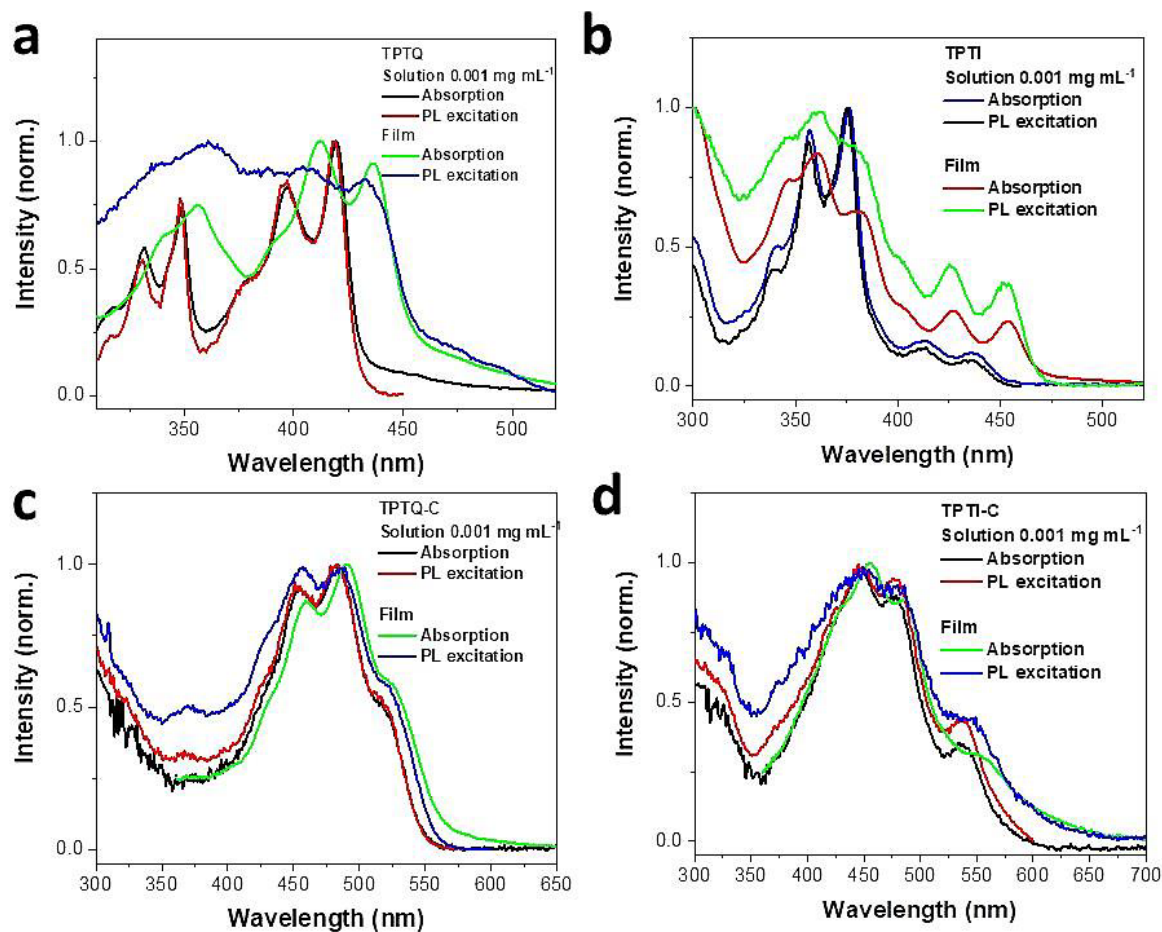 a
TPTQ
Solution 0.001 mg mL⁻¹
Absorption
PL excitation
Film
Absorption
PL excitation
Intensity (norm.)
1.0
0.5
0.0
350 400 450 500
Wavelength (nm)
b
TPTI
Solution 0.001 mg mL⁻¹
Absorption
PL excitation
Film
Absorption
PL excitation
Intensity (norm.)
1.0
0.5
0.0
300 350 400 450 500
Wavelength (nm)
c
TPTQ-C
Solution 0.001 mg mL⁻¹
Absorption
PL excitation
Film
Absorption
PL excitation
Intensity (norm.)
1.0
0.5
0.0
300 350 400 450 500 550 600 650
Wavelength (nm)
d
TPTI-C
Solution 0.001 mg mL⁻¹
Absorption
PL excitation
Film
Absorption
PL excitation
Intensity (norm.)
1.0
0.5
0.0
300 350 400 450 500 550 600 650 700
Wavelength (nm)